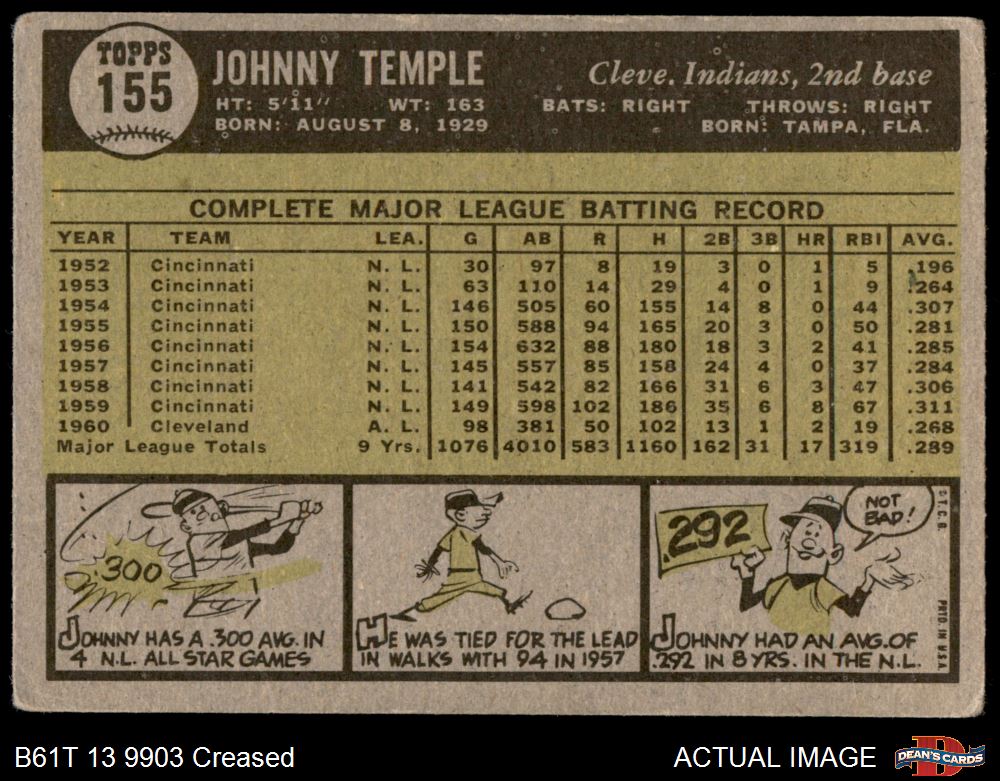 TOPPS
155
JOHNNY TEMPLE
Cleve. Indians, 2nd base
HT: 5'11" WT: 163 BATS: RIGHT THROWS: RIGHT
BORN: AUGUST 8, 1929 BORN: TAMPA, FLA.
COMPLETE MAJOR LEAGUE BATTING RECORD
YEAR TEAM LEA. G AB R H 2B 3B HR RBI AVG.
1952 Cincinnati N. L. 30 97 8 19 3 0 1 5 .196
1953 Cincinnati N. L. 63 110 14 29 4 0 1 9 .264
1954 Cincinnati N. L. 146 505 60 155 14 8 0 44 .307
1955 Cincinnati N. L. 150 588 94 165 20 3 0 50 .281
1956 Cincinnati N. L. 154 632 88 180 18 3 2 41 .285
1957 Cincinnati N. L. 145 557 85 158 24 4 0 37 .284
1958 Cincinnati N. L. 141 542 82 166 31 6 3 47 .306
1959 Cincinnati N. L. 149 598 102 186 35 6 8 67 .311
1960 Cleveland A. L. 98 381 50 102 13 1 2 19 .268
Major League Totals 9 Yrs. 1076 4010 583 1160 162 31 17 319 .289
300
JOHNNY HAS A .300 AVG. IN
4 N.L. ALL STAR GAMES
HE WAS TIED FOR THE LEAD
IN WALKS WITH 94 IN 1957
292
NOT
BAD!
JOHNNY HAD AN AVG. OF
.292 IN 8 YRS. IN THE N.L.
© T. C. G.
PRTD. IN U.S.A.
B61T 13 9903 Creased
ACTUAL IMAGE
DEAN'S CARDS